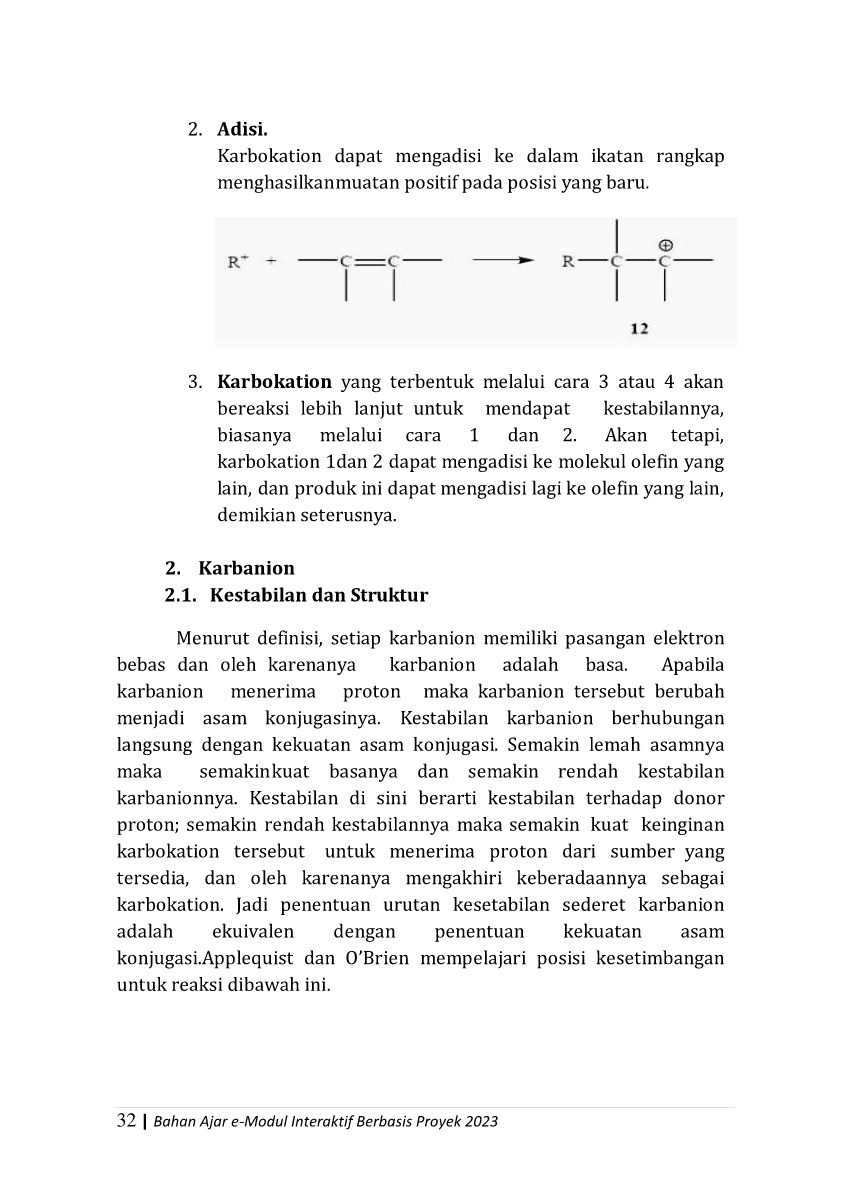 2. Adisi.
Karbokation dapat mengadisi ke dalam ikatan rangkap
menghasilkanmuatan positif pada posisi yang baru.
R⁺ + C=C → R—C—C
⊕
12
3. Karbokation yang terbentuk melalui cara 3 atau 4 akan
bereaksi lebih lanjut untuk mendapat kestabilannya,
biasanya melalui cara 1 dan 2. Akan tetapi,
karbokation 1dan 2 dapat mengadisi ke molekul olefin yang
lain, dan produk ini dapat mengadisi lagi ke olefin yang lain,
demikian seterusnya.
2. Karbanion
2.1. Kestabilan dan Struktur
Menurut definisi, setiap karbanion memiliki pasangan elektron
bebas dan oleh karenanya karbanion adalah basa. Apabila
karbanion menerima proton maka karbanion tersebut berubah
menjadi asam konjugasinya. Kestabilan karbanion berhubungan
langsung dengan kekuatan asam konjugasi. Semakin lemah asamnya
maka semakinkuat basanya dan semakin rendah kestabilan
karbanionnya. Kestabilan di sini berarti kestabilan terhadap donor
proton; semakin rendah kestabilannya maka semakin kuat keinginan
karbokation tersebut untuk menerima proton dari sumber yang
tersedia, dan oleh karenanya mengakhiri keberadaannya sebagai
karbokation. Jadi penentuan urutan kesetabilan sederet karbanion
adalah ekuivalen dengan penentuan kekuatan asam
konjugasi.Applequist dan O’Brien mempelajari posisi kesetimbangan
untuk reaksi dibawah ini.
32 | Bahan Ajar e-Modul Interaktif Berbasis Proyek 2023